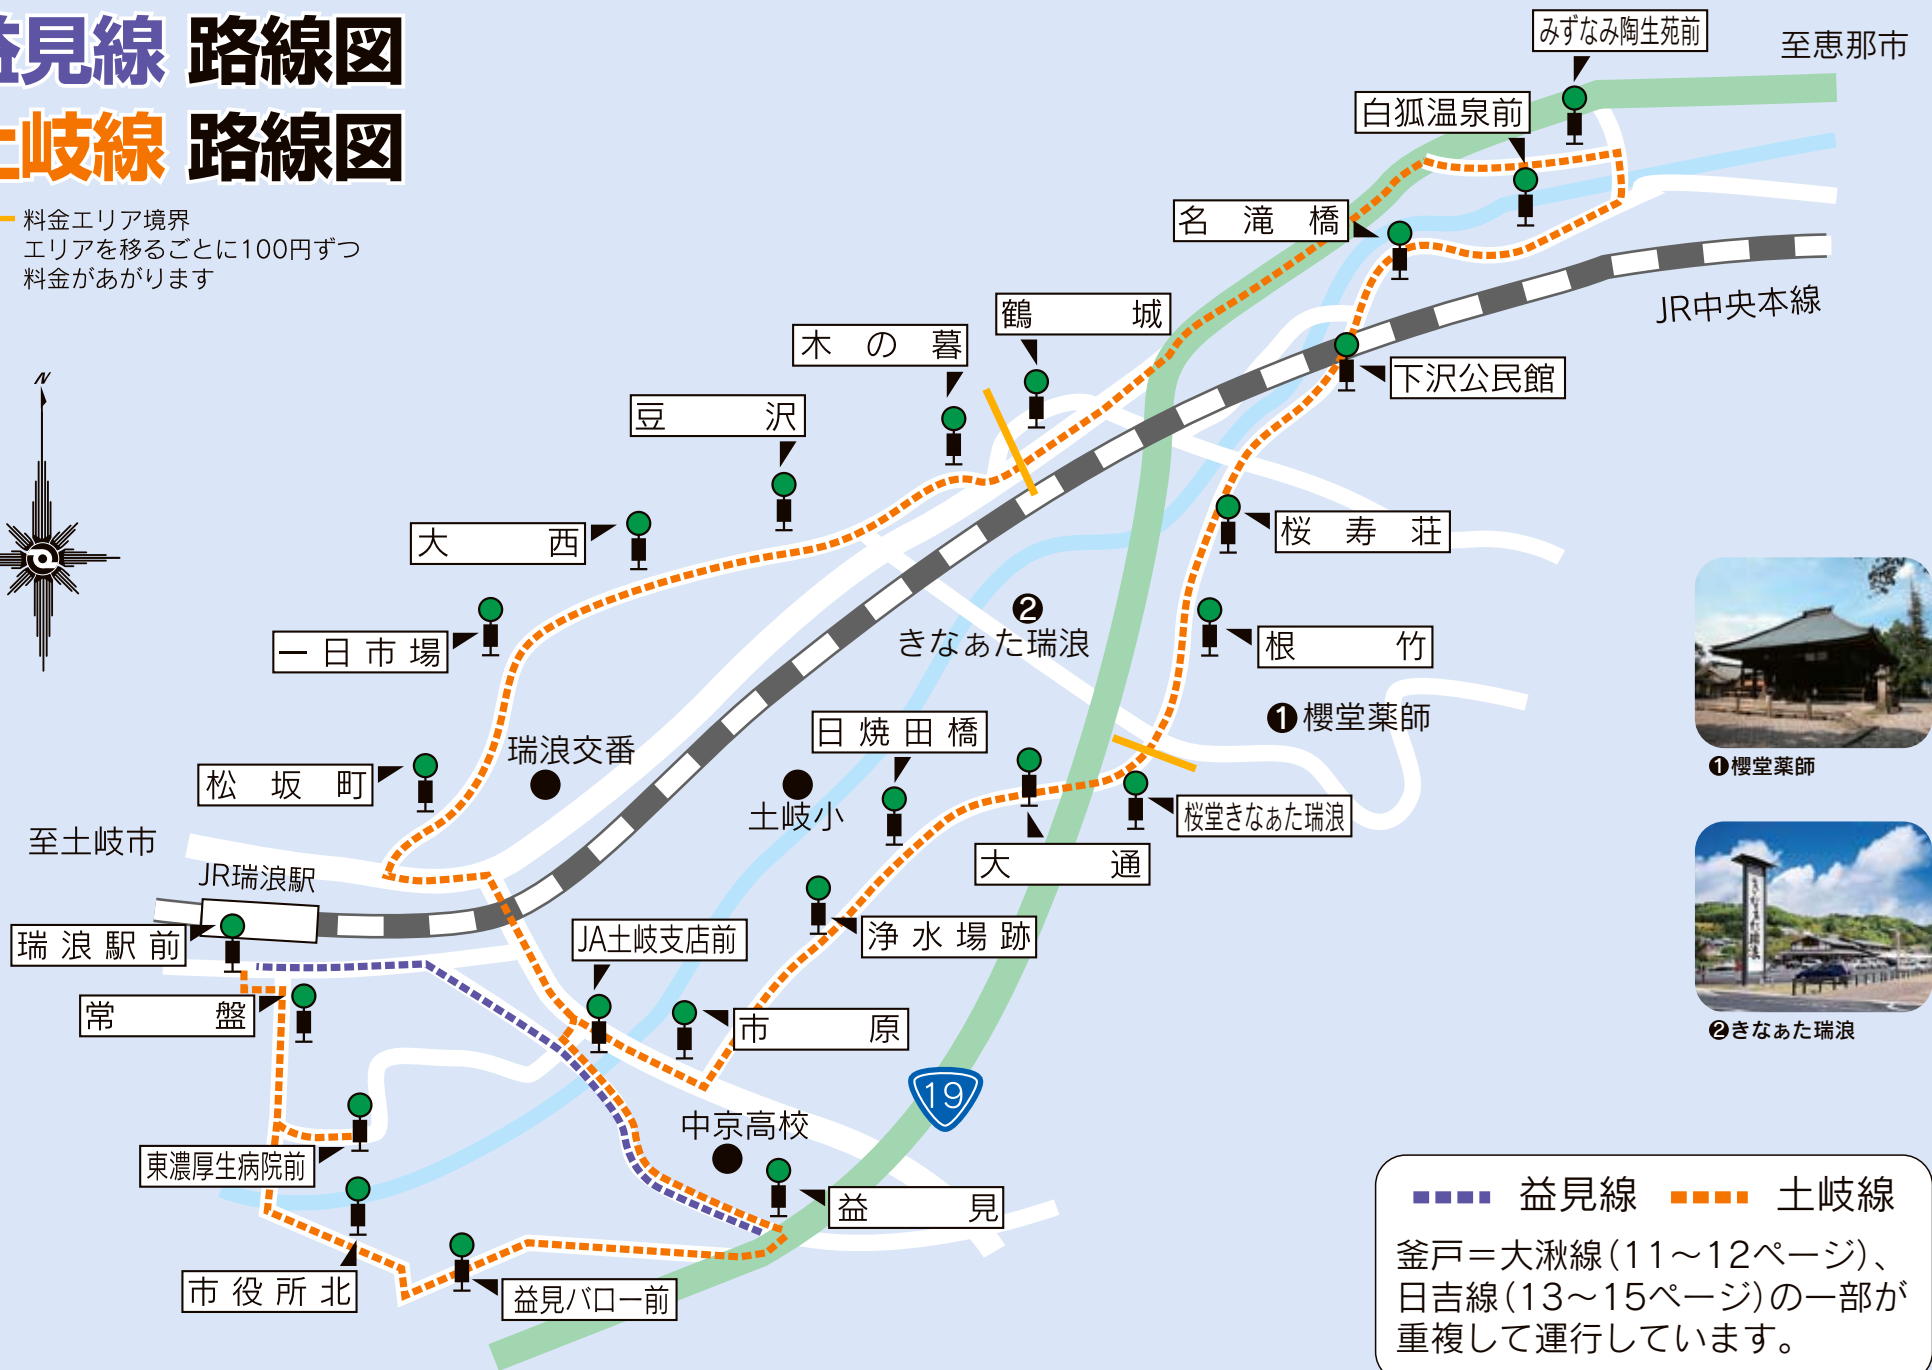 益見線 路線図
土岐線 路線図
料金エリア境界
エリアを移るごとに100円ずつ
料金があがります
N
みずなみ陶生苑前
至恵那市
白狐温泉前
名滝橋
JR中央本線
鶴城
木の暮
下沢公民館
豆沢
大西
桜寿荘
一日市場
❷
きなぁた瑞浪
根竹
❶櫻堂薬師
日焼田橋
瑞浪交番
松坂町
土岐小
桜堂きなぁた瑞浪
❶櫻堂薬師
至土岐市
大通
JR瑞浪駅
瑞浪駅前
JA土岐支店前
浄水場跡
常盤
市原
きなぁた瑞浪
❷きなぁた瑞浪
19
中京高校
東濃厚生病院前
益見
市役所北
益見バロー前
益見線 土岐線
釜戸＝大湫線(11〜12ページ)、
日吉線(13〜15ページ)の一部が
重複して運行しています。